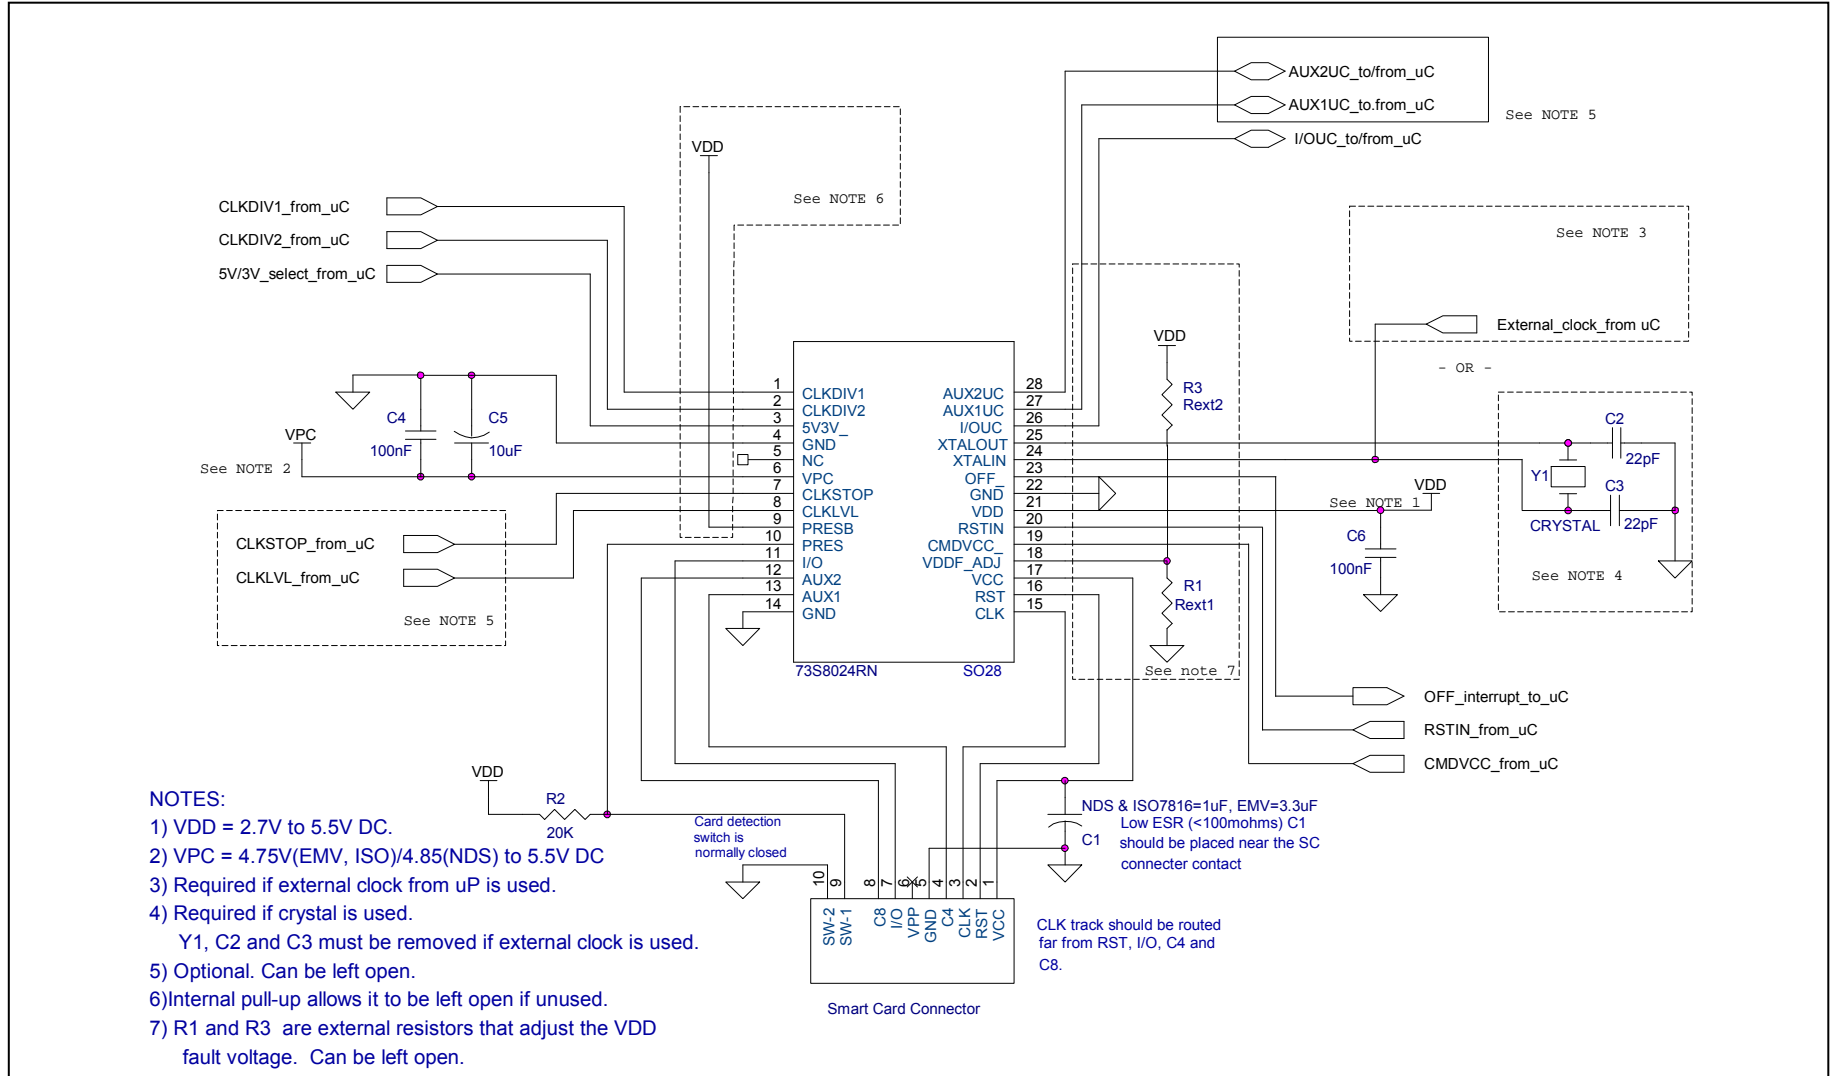 AUX2UC_to/from_uC
AUX1UC_to.from_uC
See NOTE 5
I/OUC_to/from_uC
VDD
See NOTE 6
CLKDIV1_from_uC
CLKDIV2_from_uC
5V/3V_select_from_uC
See NOTE 3
External_clock_from uC
- OR -
VDD
R3
Rext2
1 CLKDIV1
2 CLKDIV2
3 5V3V_
4 GND
5 NC
6 VPC
7 CLKSTOP
8 CLKLVL
9 PRESB
10 PRES
11 I/O
12 AUX2
13 AUX1
14 GND
AUX2UC 28
AUX1UC 27
I/OUC 26
XTALOUT 25
XTALIN 24
OFF_ 23
GND 22
VDD 21
RSTIN 20
CMDVCC_ 19
VDDF_ADJ 18
VCC 17
RST 16
CLK 15
73S8024RN
SO28
C4
100nF
C5
10uF
VPC
See NOTE 2
CLKSTOP_from_uC
CLKLVL_from_uC
See NOTE 5
R1
Rext1
See note 7
See NOTE 1
VDD
C6
100nF
C2
22pF
Y1
C3
22pF
CRYSTAL
See NOTE 4
OFF_interrupt_to_uC
RSTIN_from_uC
CMDVCC_from_uC
VDD
R2
20K
Card detection
switch is
normally closed
NDS & ISO7816=1uF, EMV=3.3uF
Low ESR (<100mohms) C1
should be placed near the SC
connecter contact
C1
10 9 8 7 6 5 4 3 2 1
SW-2 SW-1 C8 I/O VPP GND C4 CLK RST VCC
CLK track should be routed
far from RST, I/O, C4 and
C8.
Smart Card Connector
NOTES:
1) VDD = 2.7V to 5.5V DC.
2) VPC = 4.75V(EMV, ISO)/4.85(NDS) to 5.5V DC
3) Required if external clock from uP is used.
4) Required if crystal is used.
Y1, C2 and C3 must be removed if external clock is used.
5) Optional. Can be left open.
6)Internal pull-up allows it to be left open if unused.
7) R1 and R3 are external resistors that adjust the VDD
fault voltage. Can be left open.